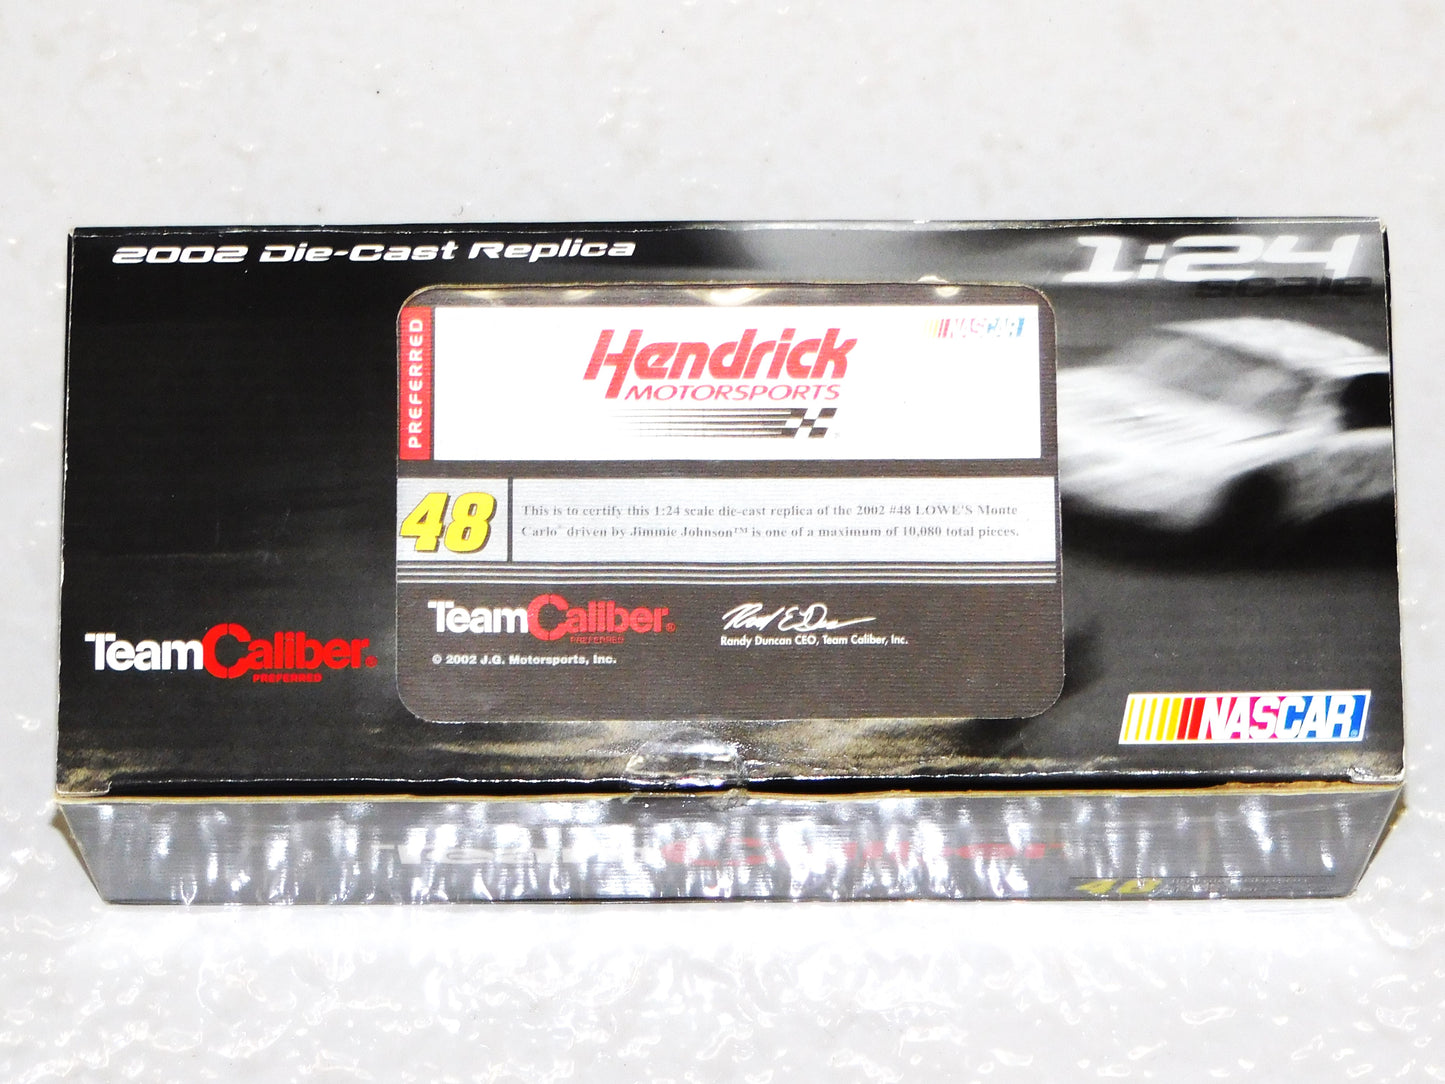 2002 Die-Cast Replica
1:24
scale
PREFERRED
Hendrick
MOTORSPORTS
NASCAR
48
This is to certify this 1:24 scale die-cast replica of the 2002 #48 LOWE'S Monte
Carlo® driven by Jimmie Johnson™ is one of a maximum of 10,080 total pieces.
TeamCaliber®
PREFERRED
© 2002 J.G. Motorsports, Inc.
Randy Duncan CEO, Team Caliber, Inc.
TeamCaliber®
PREFERRED
NASCAR®
48